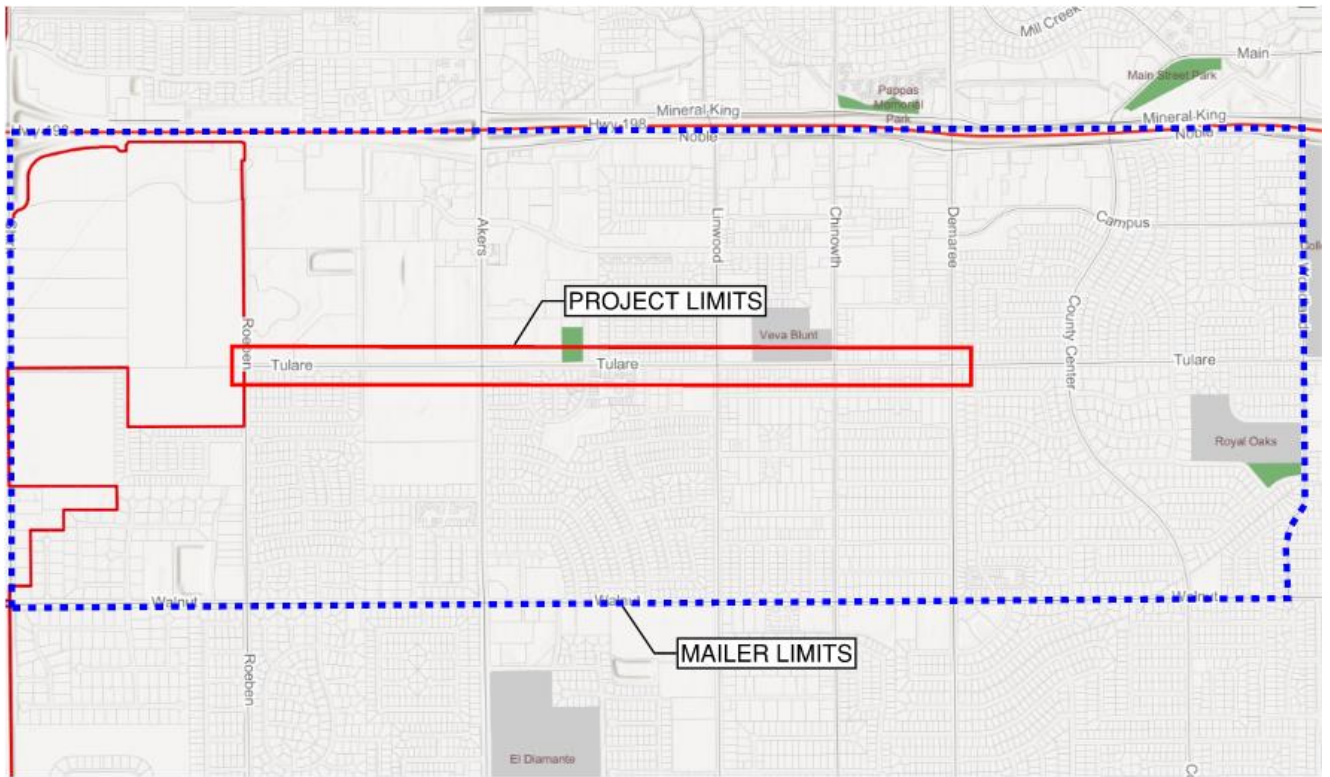 Mill Creek
Main
Main Street Park
Pappas
Memorial
Park
Mineral King
Mineral King
Hwy 198
Hwy 198
Noble
Noble
Campus
Akers
Linwood
Chinowth
Demaree
PROJECT LIMITS
Roeben
County Center
Veva Blunt
Tulare
Tulare
Tulare
Royal Oaks
Walnut
Walnut
Walnut
MAILER LIMITS
Roeben
El Diamante